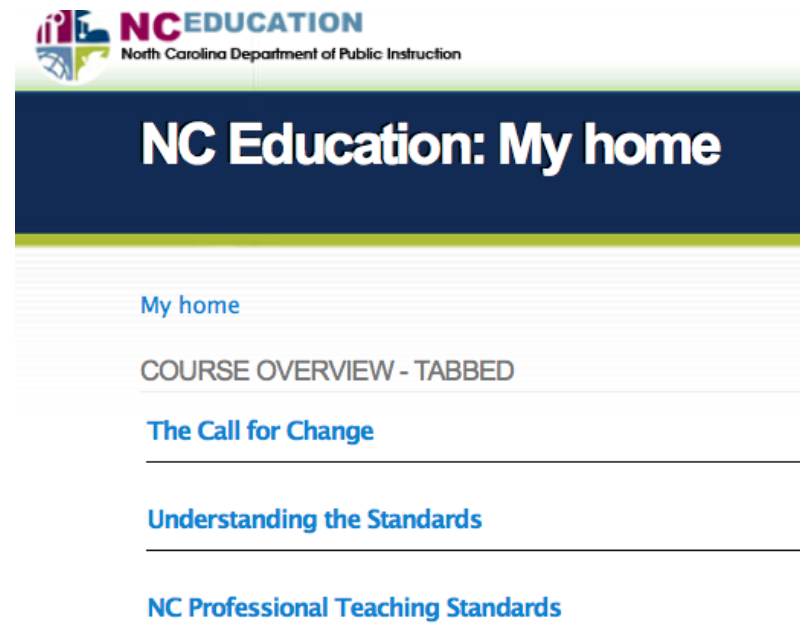 NCEDUCATION
North Carolina Department of Public Instruction
NC Education: My home
My home
COURSE OVERVIEW - TABBED
The Call for Change
Understanding the Standards
NC Professional Teaching Standards